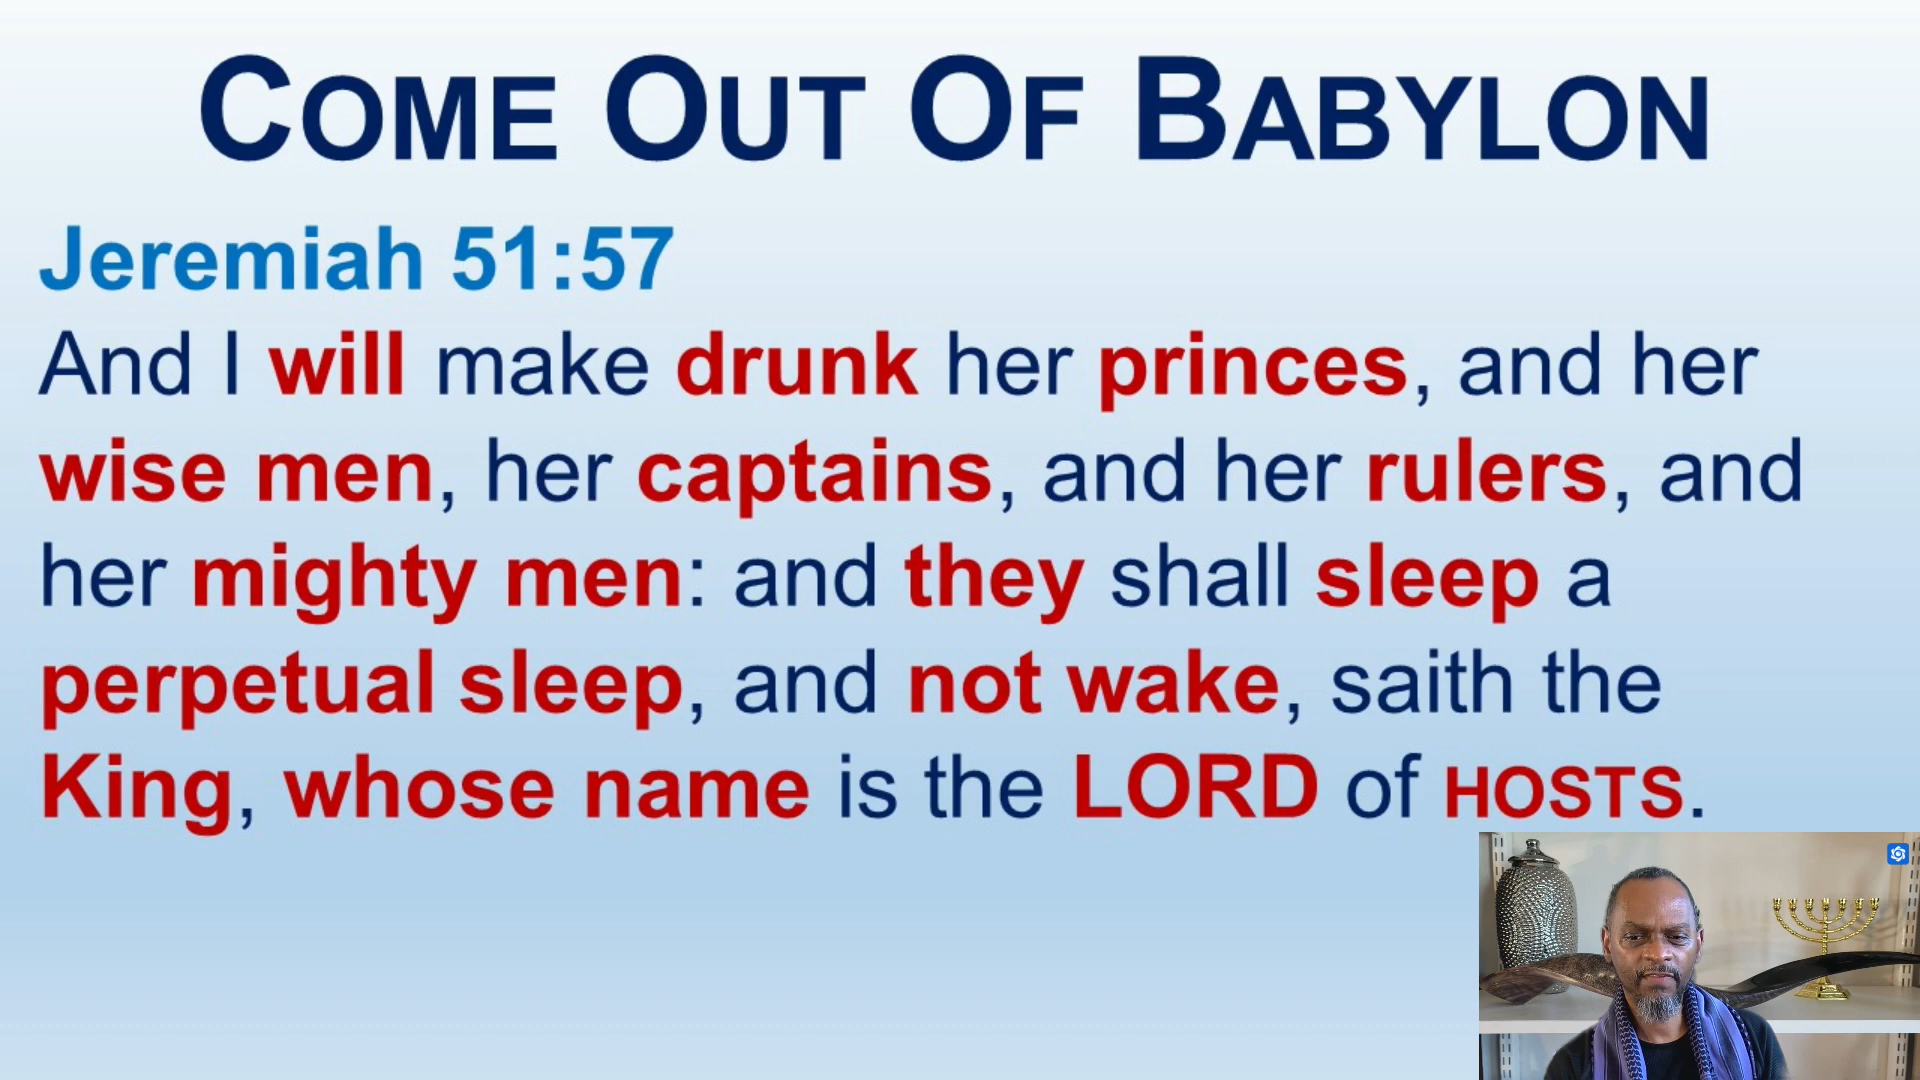 COME OUT OF BABYLON
Jeremiah 51:57
And I will make drunk her princes, and her
wise men, her captains, and her rulers, and
her mighty men: and they shall sleep a
perpetual sleep, and not wake, saith the
King, whose name is the LORD of HOSTS.